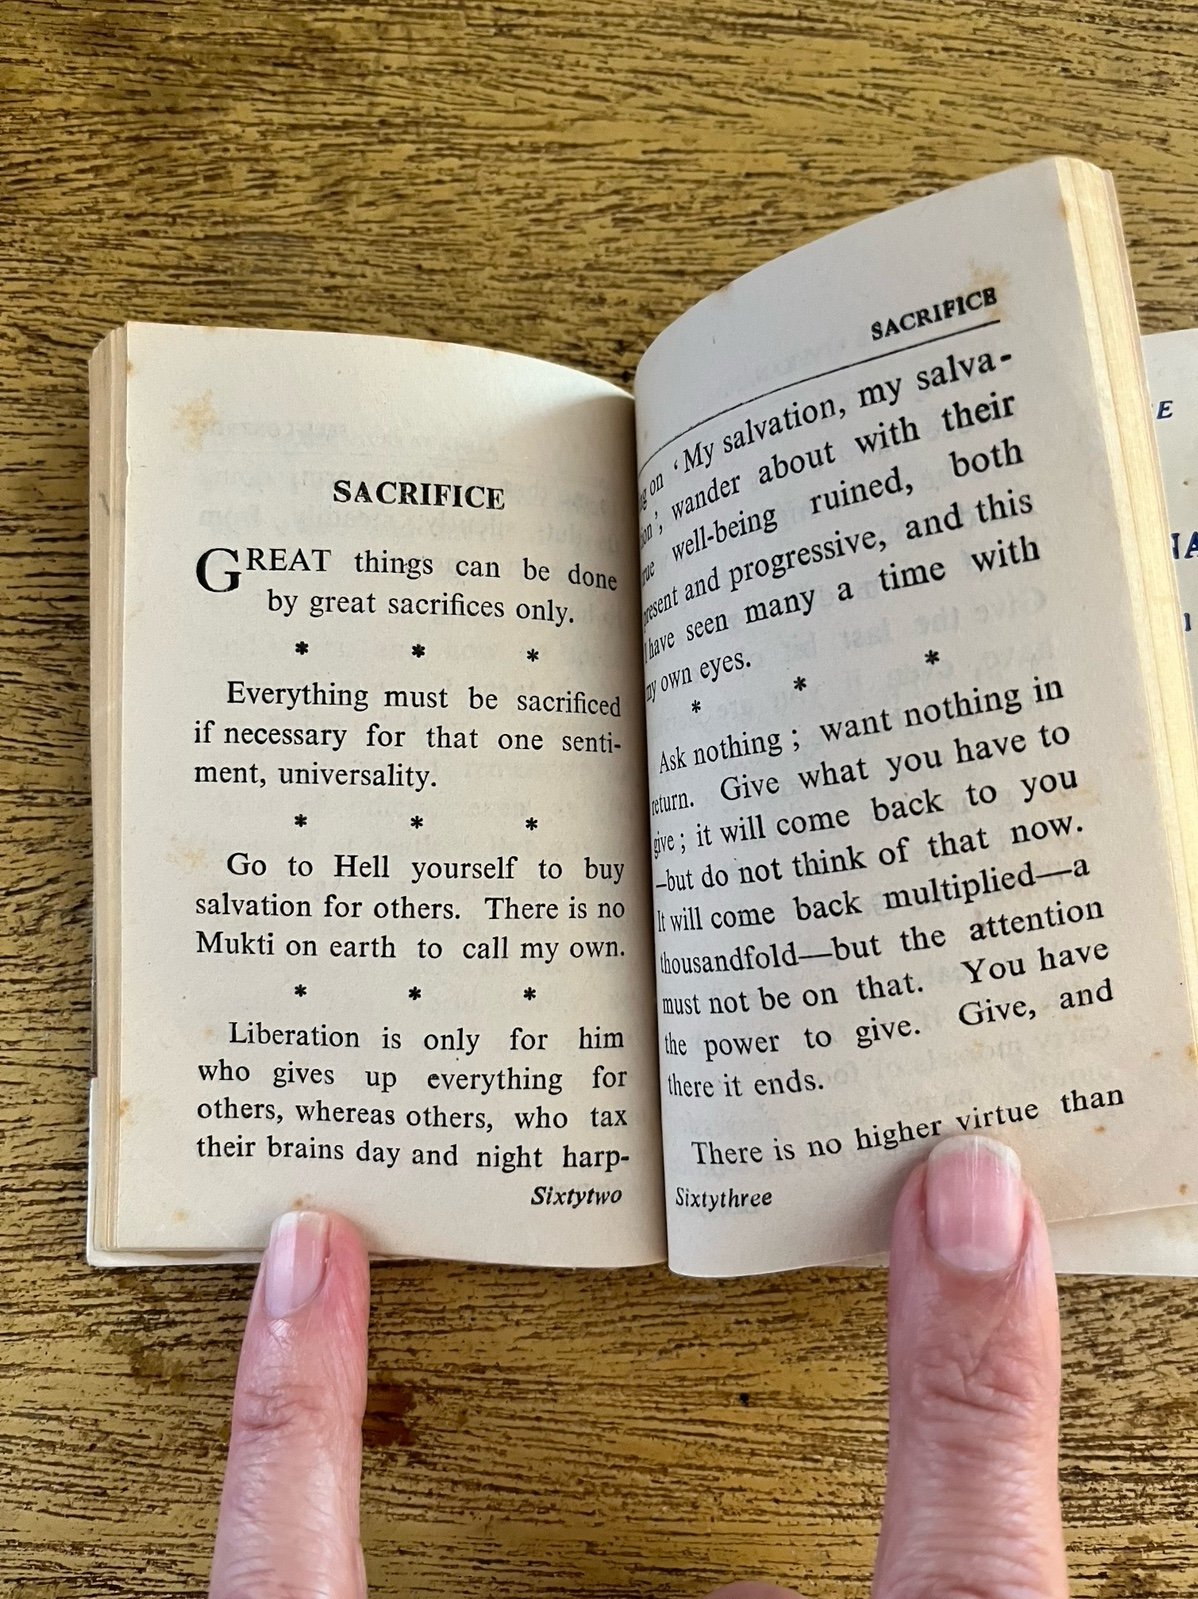 SACRIFICE
GREAT things can be done
by great sacrifices only.
* * *
Everything must be sacrificed
if necessary for that one senti-
ment, universality.
* * *
Go to Hell yourself to buy
salvation for others. There is no
Mukti on earth to call my own.
* * *
Liberation is only for him
who gives up everything for
others, whereas others, who tax
their brains day and night harp-
Sixtytwo
SACRIFICE
on ‘My salvation, my salva-
wander about with their
well-being ruined, both
present and progressive, and this
I have seen many a time with
my own eyes.
* * *
Ask nothing ; want nothing in
return. Give what you have to
give ; it will come back to you
—but do not think of that now.
It will come back multiplied—a
thousandfold—but the attention
must not be on that. You have
the power to give. Give, and
there it ends.
There is no higher virtue than
Sixtythree